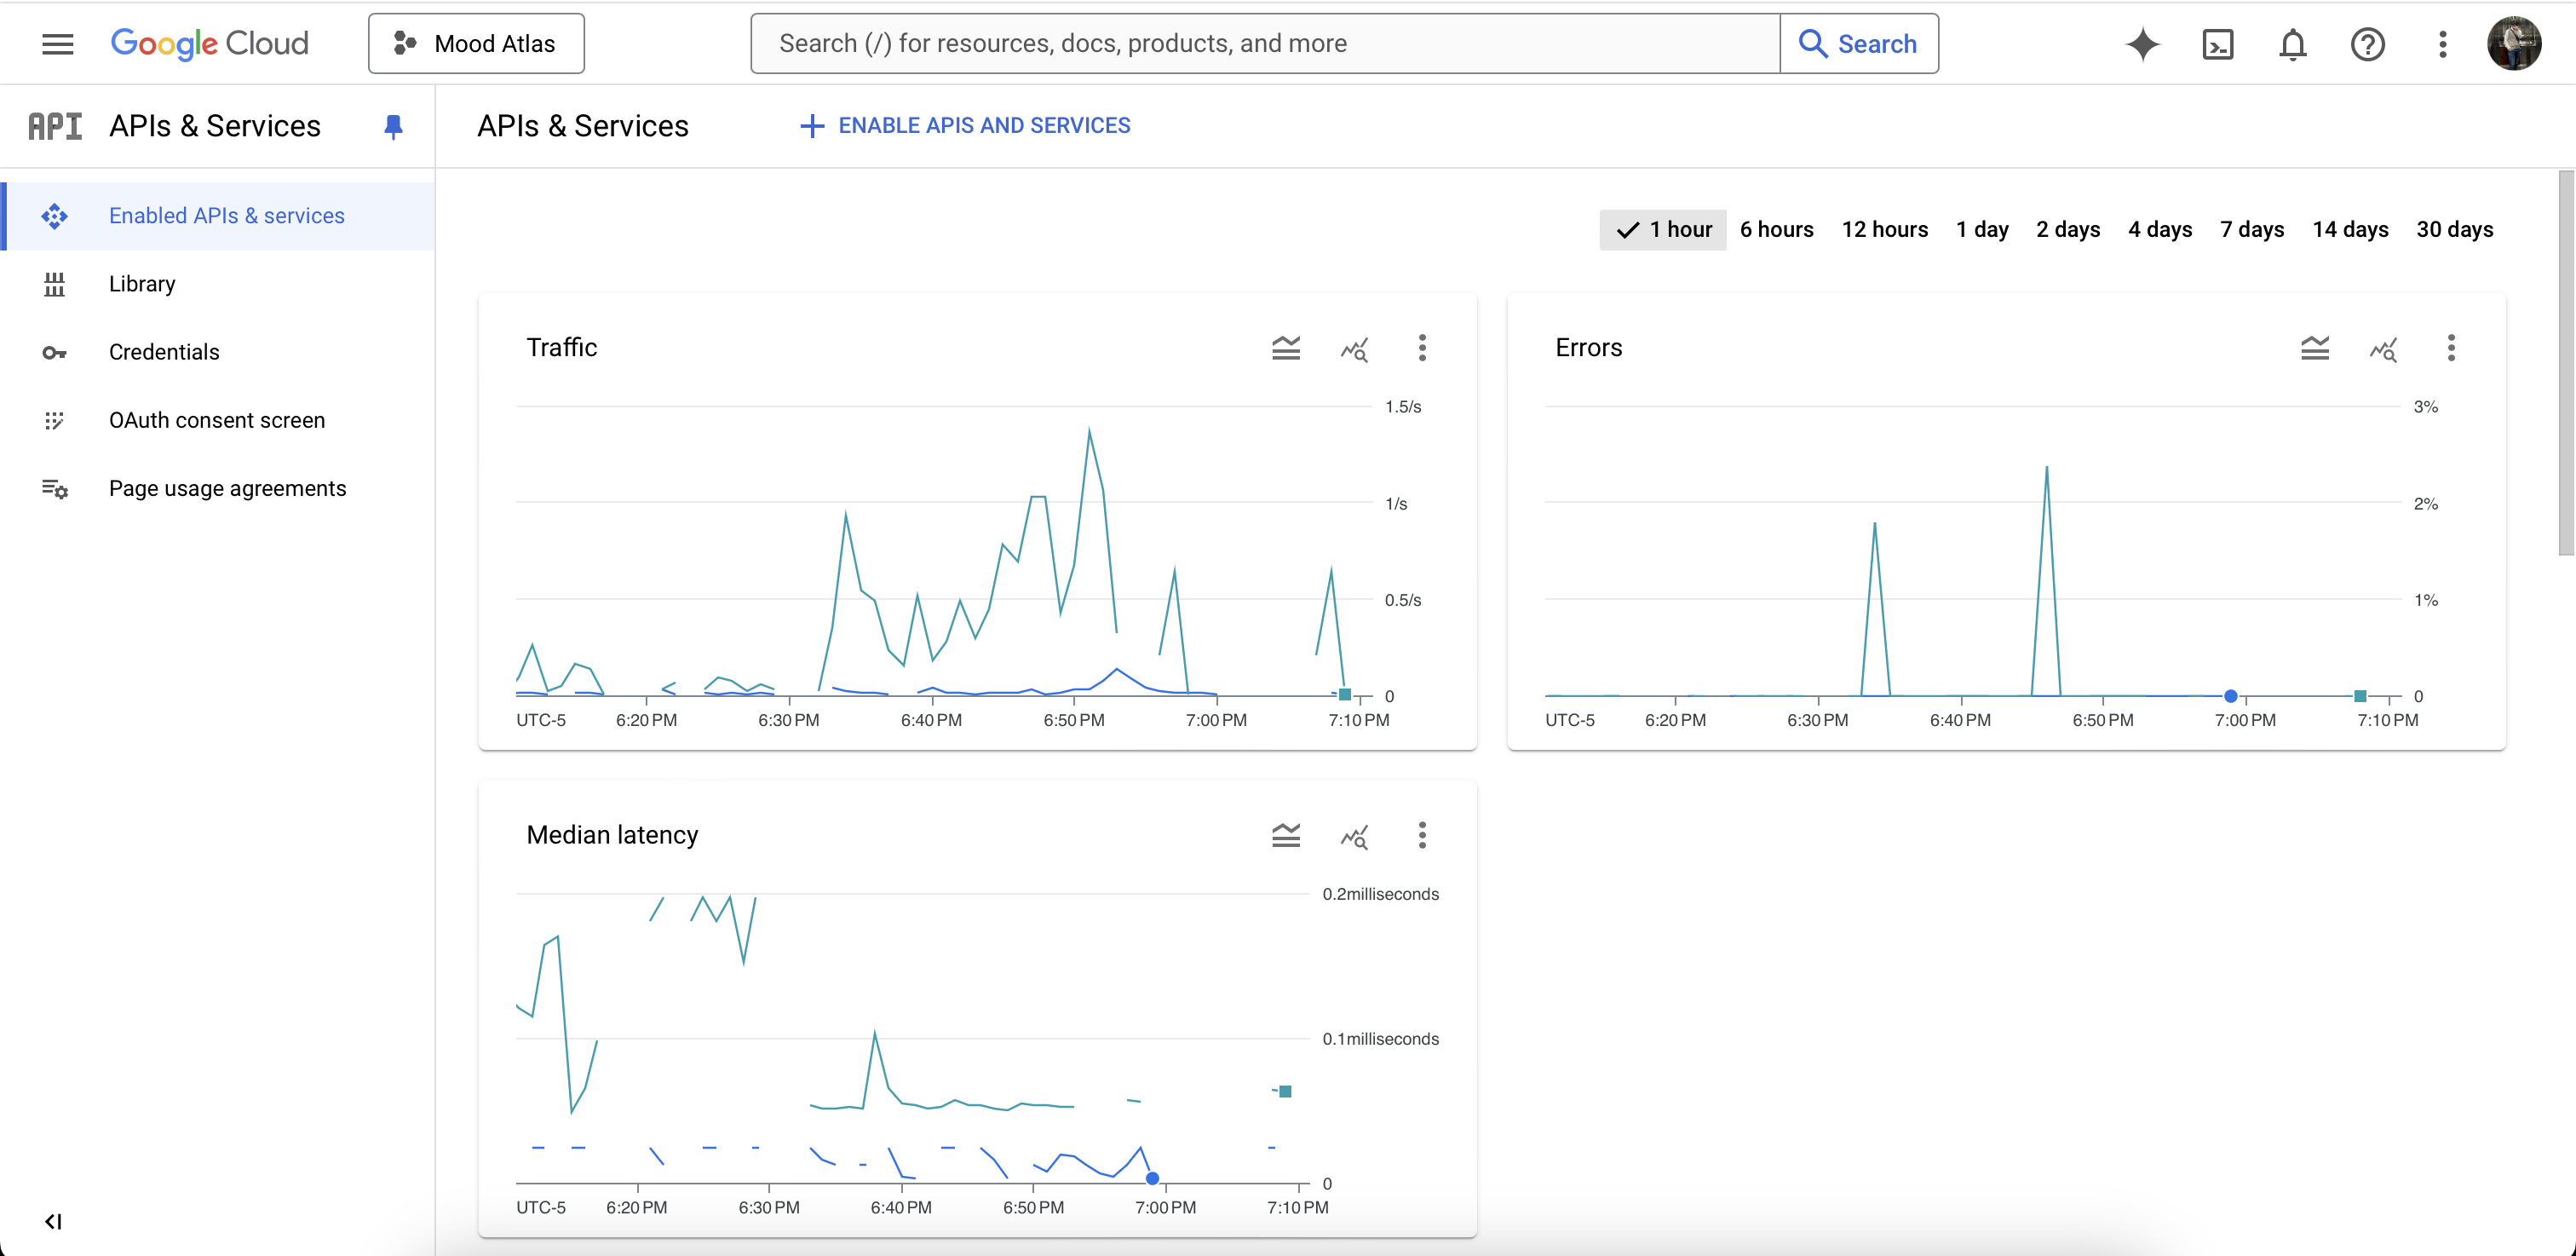 Google Cloud
Mood Atlas
Search (/) for resources, docs, products, and more
Search
API
APIs & Services
APIs & Services
ENABLE APIS AND SERVICES
Enabled APIs & services
Library
Credentials
OAuth consent screen
Page usage agreements
1 hour 6 hours 12 hours 1 day 2 days 4 days 7 days 14 days 30 days
Traffic
1.5/s
1/s
0.5/s
0
UTC-5 6:20 PM 6:30 PM 6:40 PM 6:50 PM 7:00 PM 7:10 PM
Errors
3%
2%
1%
0
UTC-5 6:20 PM 6:30 PM 6:40 PM 6:50 PM 7:00 PM 7:10 PM
Median latency
0.2milliseconds
0.1milliseconds
0
UTC-5 6:20 PM 6:30 PM 6:40 PM 6:50 PM 7:00 PM 7:10 PM